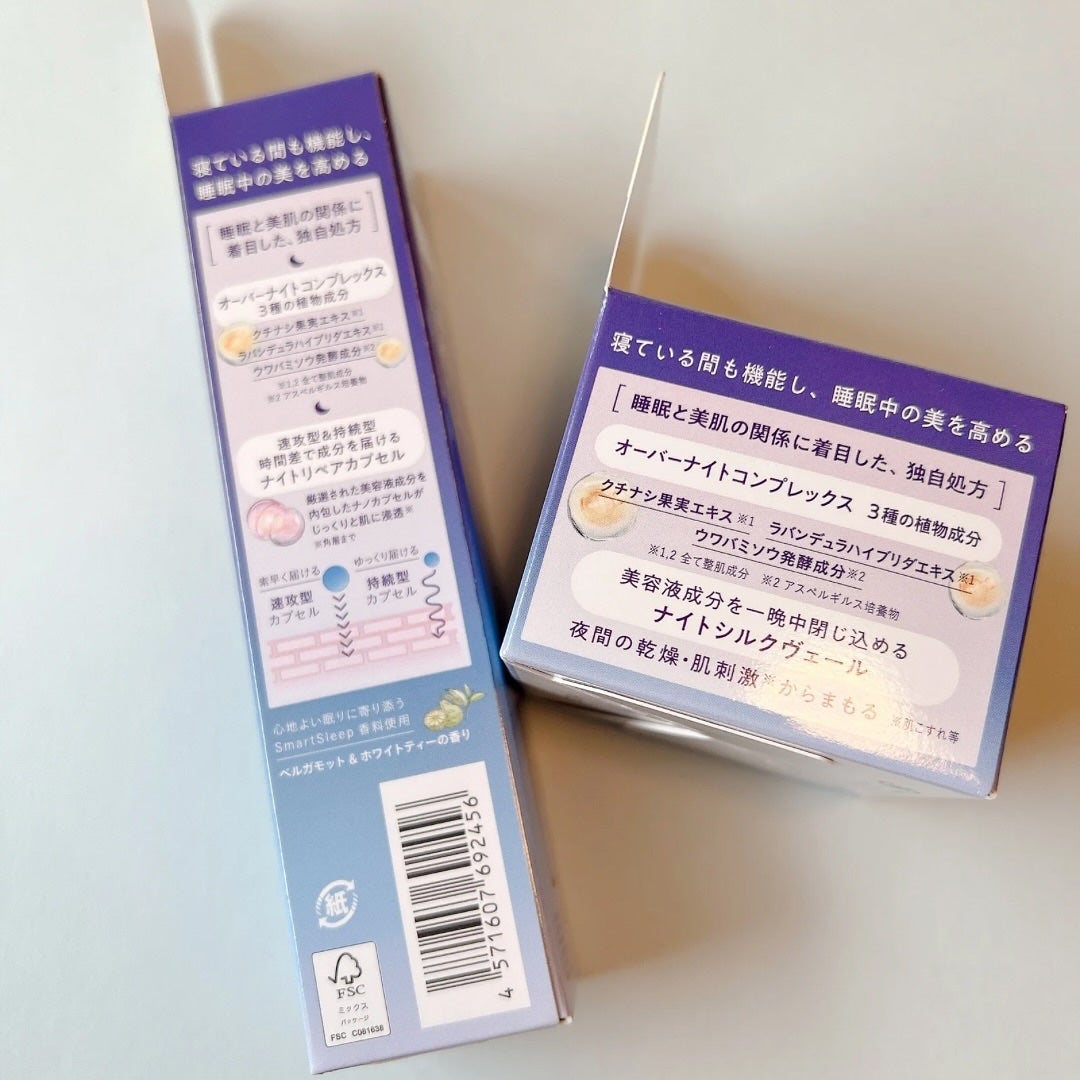 寝ている間も機能し、
睡眠中の美を高める
睡眠と美肌の関係に
着目した、独自処方
オーバーナイトコンプレックス
3種の植物成分
クチナシ果実エキス※1
ラバンデュラハイブリダエキス※1
ウワバミソウ発酵成分※2
※1,2 全て整肌成分
※2 アスペルギルス培養物
速攻型&持続型
時間差で成分を届ける
ナイトリペアカプセル
厳選された美容液成分を
内包したナノカプセルが
じっくりと肌に浸透※
※角層まで
素早く届ける
速攻型
カプセル
ゆっくり届ける
持続型
カプセル
心地よい眠りに寄り添う
SmartSleep 香料使用
ベルガモット & ホワイトティーの香り
4 571607 692456
紙
FSC
ミックス
パッケージ
FSC C081638
寝ている間も機能し、睡眠中の美を高める
[ 睡眠と美肌の関係に着目した、独自処方 ]
オーバーナイトコンプレックス 3種の植物成分
クチナシ果実エキス※1 ラバンデュラハイブリダエキス※1
ウワバミソウ発酵成分※2
※1,2 全て整肌成分 ※2 アスペルギルス培養物
美容液成分を一晩中閉じ込める
ナイトシルクヴェール
夜間の乾燥・肌刺激※からまもる ※肌こすれ等